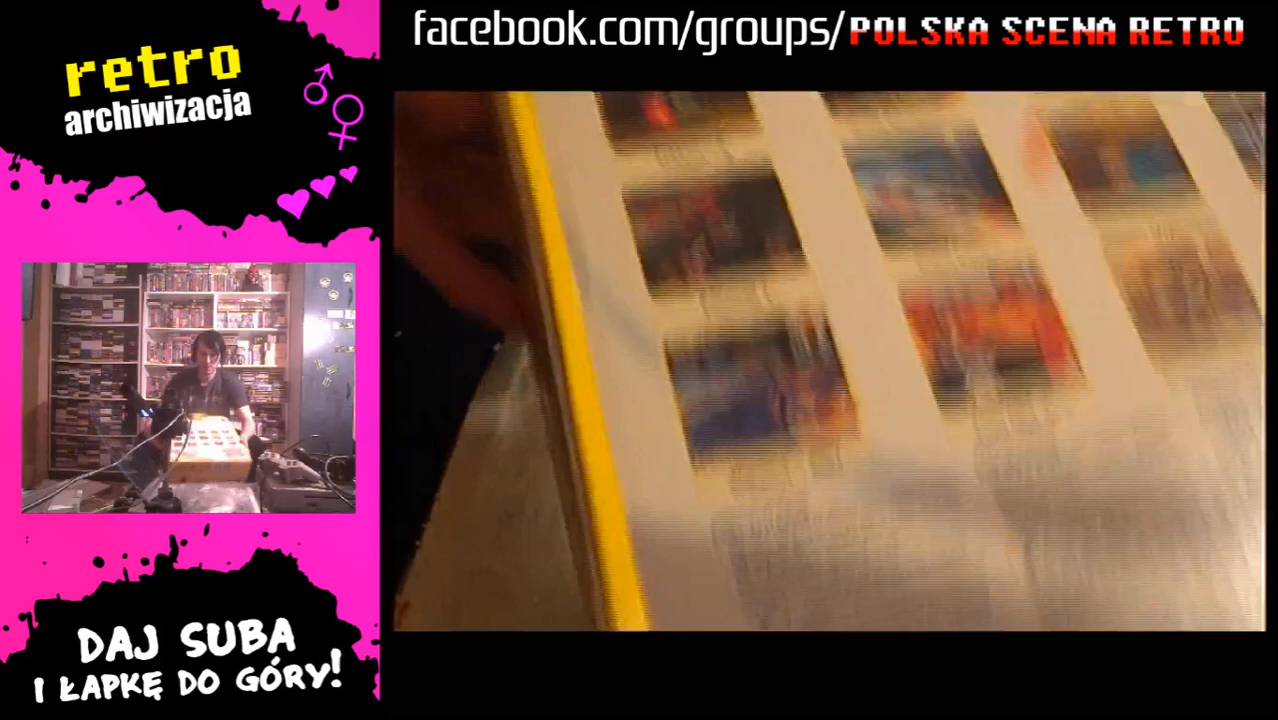 retro
archiwizacja
facebook.com/groups/POLSKA SCENA RETRO
DAJ SUBA
I ŁAPKĘ DO GÓRY!